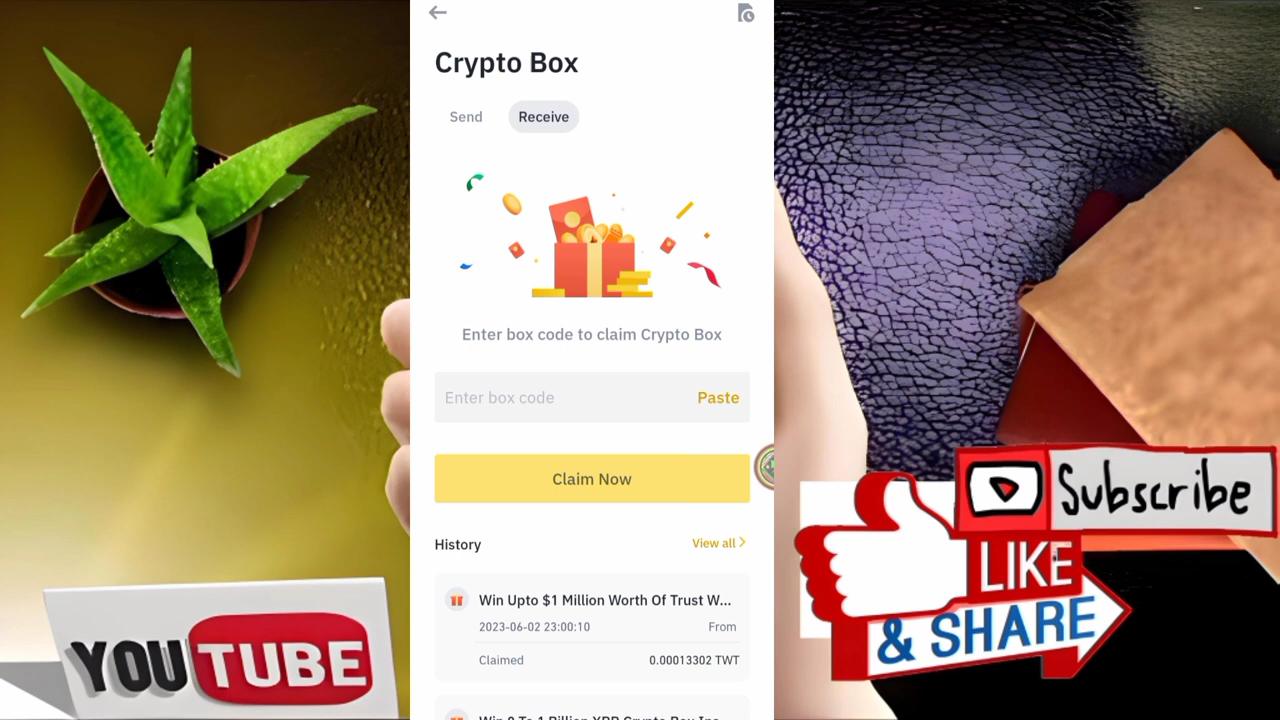 Crypto Box
Send
Receive
Enter box code to claim Crypto Box
Enter box code
Paste
Claim Now
History
View all
Win Upto $1 Million Worth Of Trust W...
2023-06-02 23:00:10
From
Claimed
0.00013302 TWT
YOUTUBE
Subscribe
LIKE
& SHARE